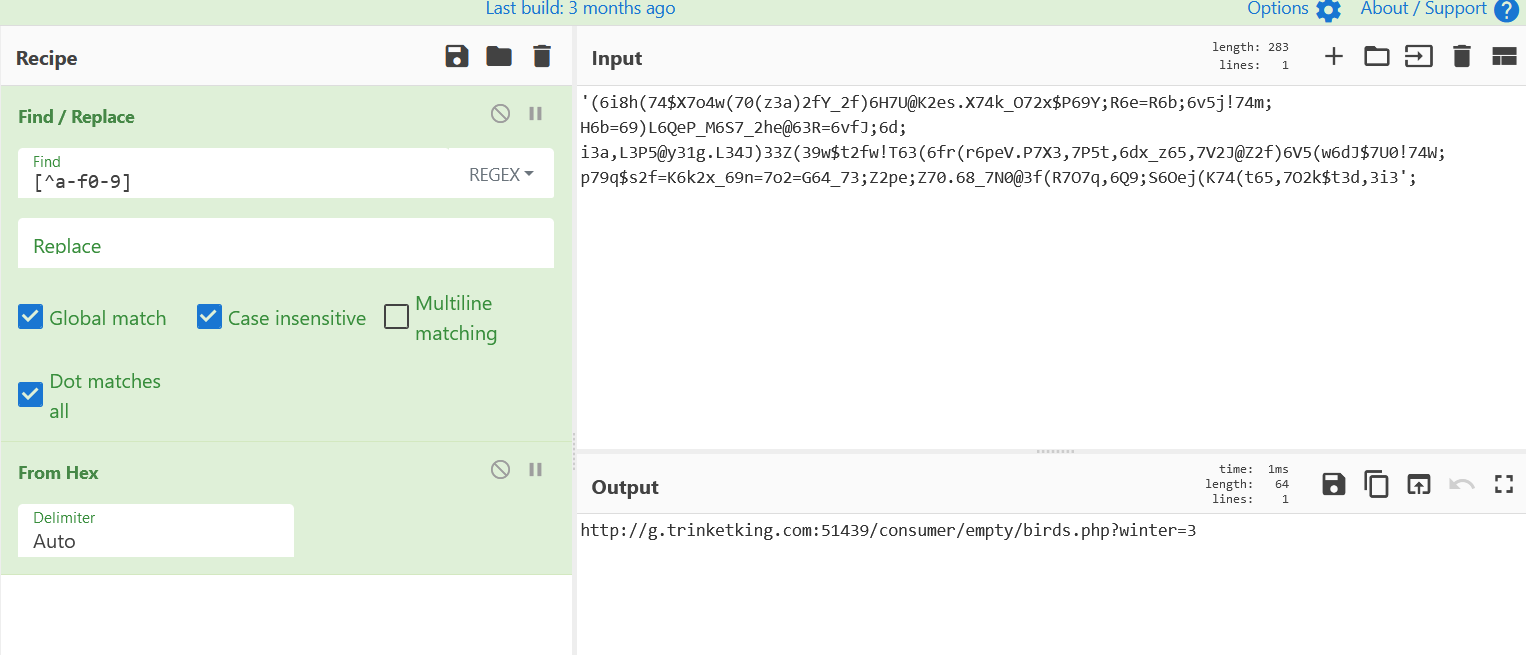 Last build: 3 months ago
Options
About / Support
Recipe
Find / Replace
Find
[^a-f0-9]
REGEX
Replace
Global match
Case insensitive
Multiline
matching
Dot matches
all
From Hex
Delimiter
Auto
Input
length: 283
lines: 1
'(6i8h(74$X7o4w(70(z3a)2fY_2f)6H7U@K2es.X74k_O72x$P69Y;R6e=R6b;6v5j!74m;
H6b=69)L6QeP_M6S7_2he@63R=6vfJ;6d;
i3a,L3P5@y31g.L34J)33Z(39w$t2fw!T63(6fr(r6peV.P7X3,7P5t,6dx_z65,7V2J@Z2f)6V5(w6dJ$7U0!74W;
p79q$s2f=K6k2x_69n=7o2=G64_73;Z2pe;Z70.68_7N0@3f(R7O7q,6Q9;S6Oej(K74(t65,7O2k$t3d,3i3';
Output
time: 1ms
length: 64
lines: 1
http://g.trinketking.com:51439/consumer/empty/birds.php?winter=3